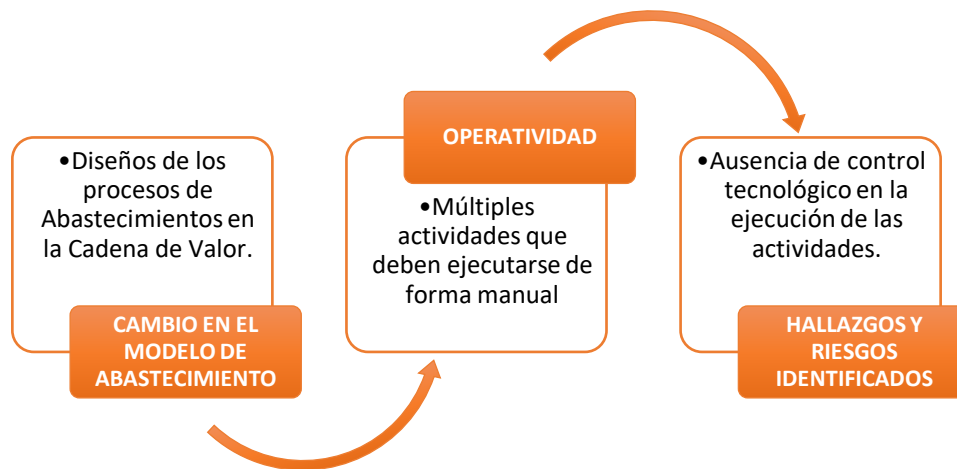 •Diseños de los
procesos de
Abastecimientos en
la Cadena de Valor.
CAMBIO EN EL
MODELO DE
ABASTECIMIENTO
OPERATIVIDAD
•Múltiples
actividades que
deben ejecutarse de
forma manual
•Ausencia de control
tecnológico en la
ejecución de las
actividades.
HALLAZGOS Y
RIESGOS
IDENTIFICADOS